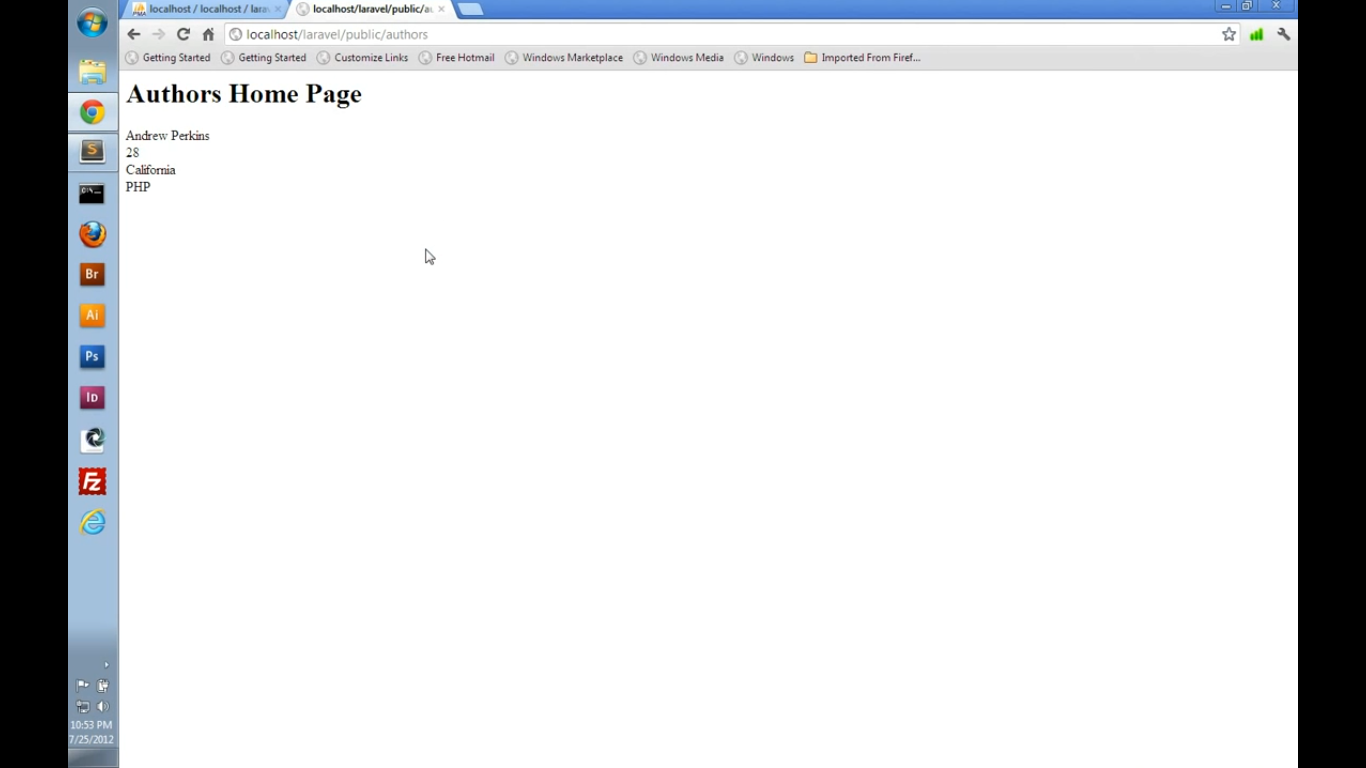 localhost / localhost / larav
localhost/laravel/public/au
localhost/laravel/public/authors
Getting Started
Getting Started
Customize Links
Free Hotmail
Windows Marketplace
Windows Media
Windows
Imported From Firef...
Authors Home Page
Andrew Perkins
28
California
PHP
S
Br
Ai
Ps
ID
Fz
10:53 PM
7/25/2012